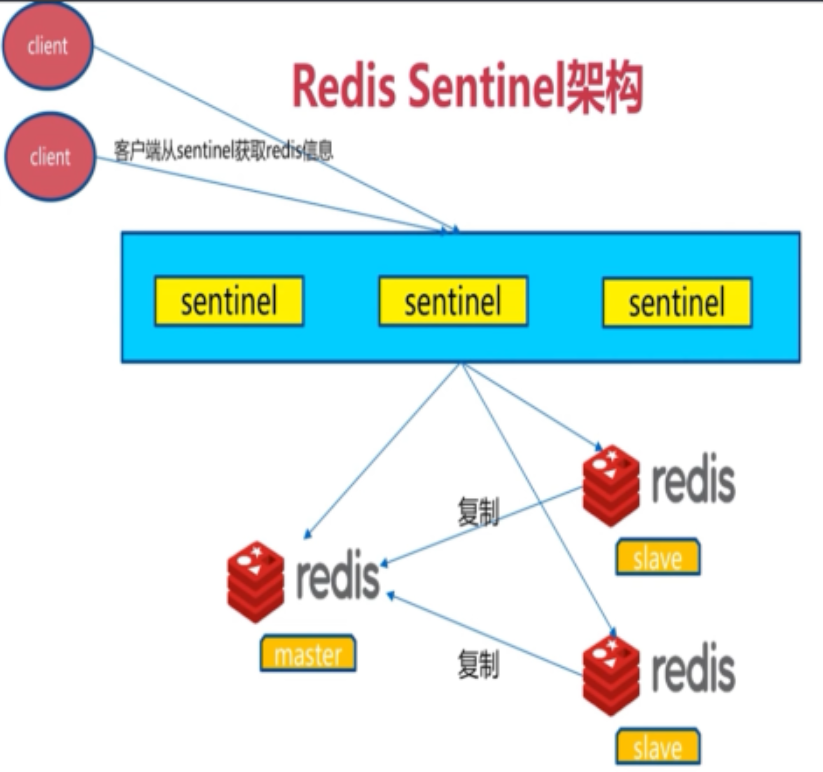 client
Redis Sentinel架构
client
客户端从sentinel获取redis信息
sentinel
sentinel
sentinel
redis
复制
slave
redis
master
复制
redis
slave